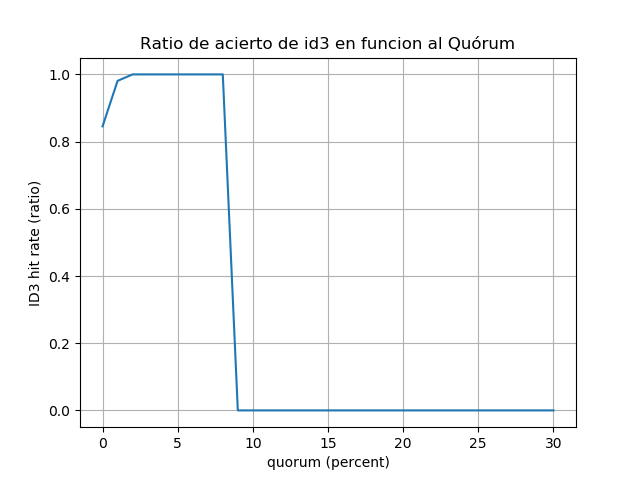 Ratio de acierto de id3 en funcion al Quórum
1.0
0.8
0.6
0.4
0.2
0.0
ID3 hit rate (ratio)
0 5 10 15 20 25 30
quorum (percent)